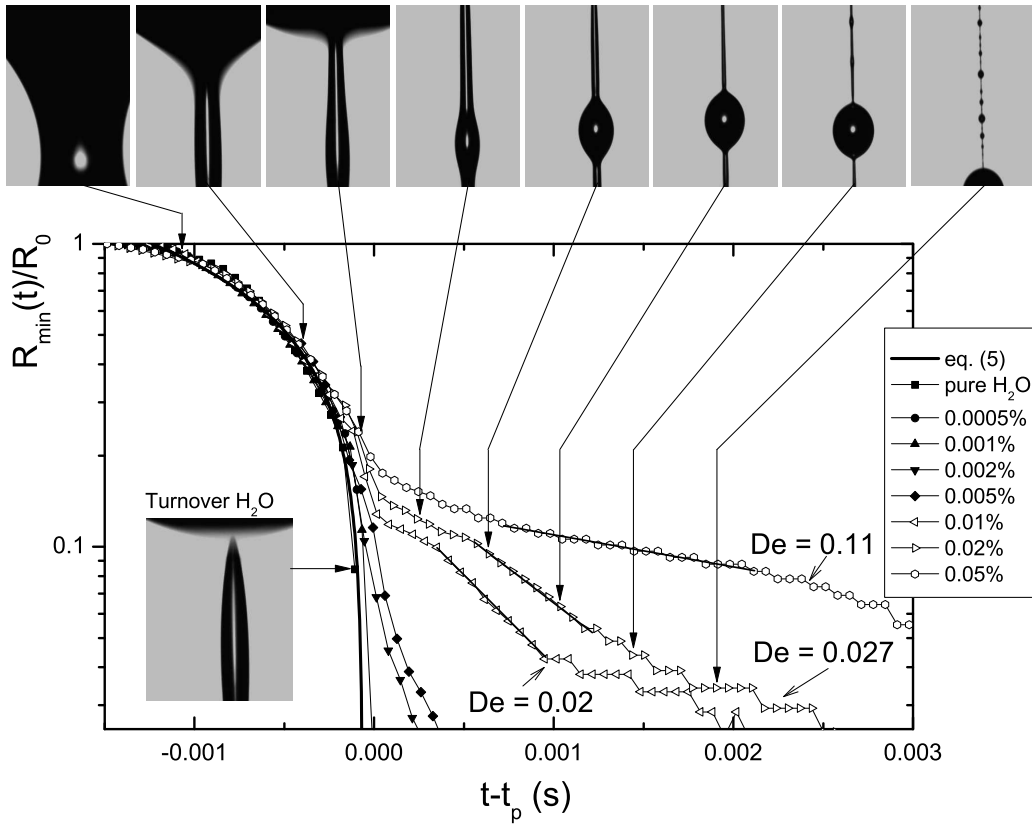 R_min(t)/R_0
1
0.1
eq. (5)
pure H₂O
0.0005%
0.001%
0.002%
0.005%
0.01%
0.02%
0.05%
Turnover H₂O
De = 0.11
De = 0.027
De = 0.02
-0.001
0.000
0.001
0.002
0.003
t-t_p (s)